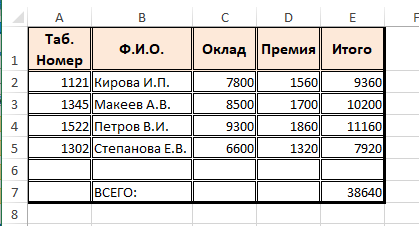 A B C D E F
1 Таб. Номер Ф.И.О. Оклад Премия Итого
2 1121 Кирова И.П. 7800 1560 9360
3 1345 Макеев А.В. 8500 1700 10200
4 1522 Петров В.И. 9300 1860 11160
5 1302 Степанова Е.В. 6600 1320 7920
6
7 ВСЕГО: 38640
8